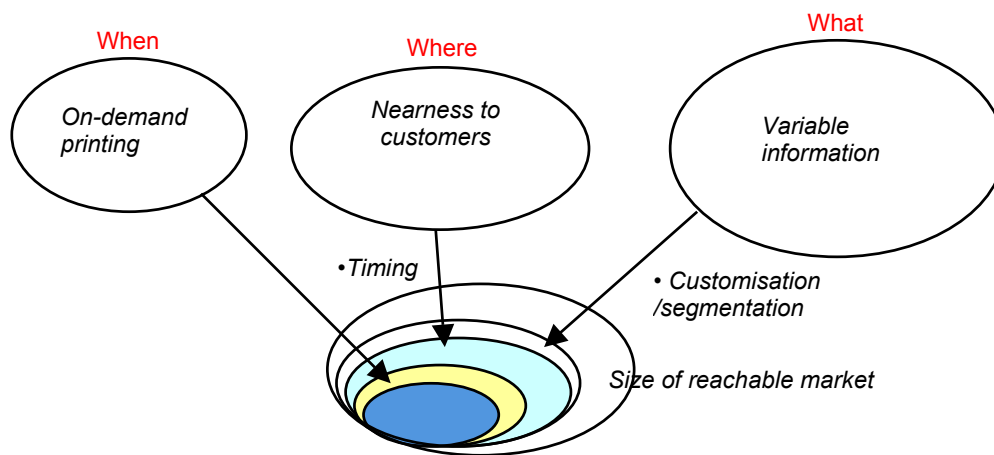 When
Where
What
On-demand
printing
Nearness to
customers
Variable
information
•Timing
• Customisation
/segmentation
Size of reachable market